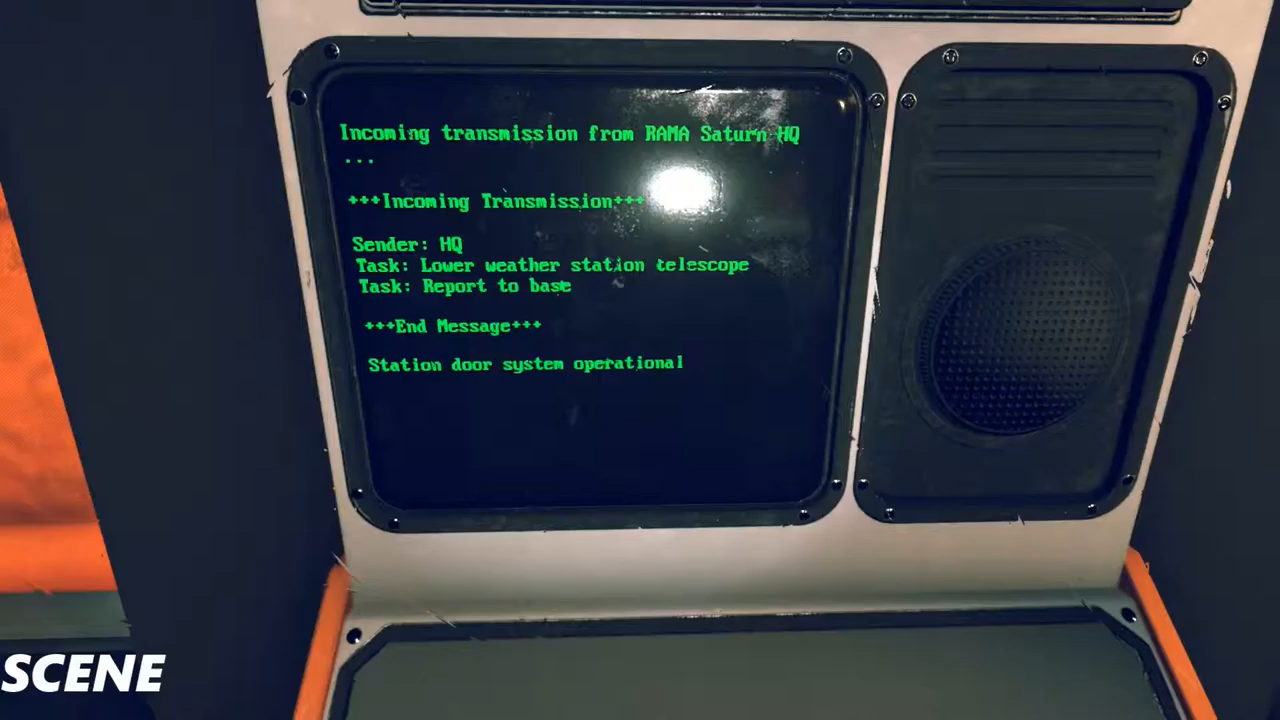 Incoming transmission from RAMA Saturn HQ
...
+++Incoming Transmission+++
Sender: HQ
Task: Lower weather station telescope
Task: Report to base
+++End Message+++
Station door system operational
SCENE